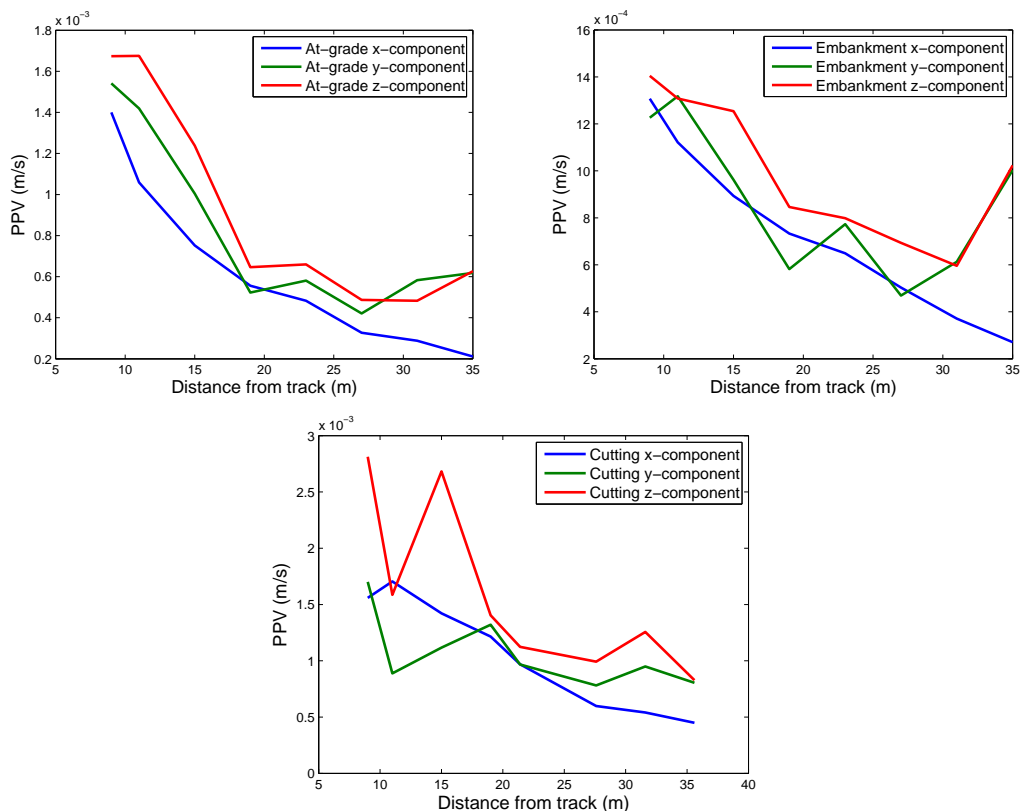 x 10⁻³
1.8
1.6
1.4
1.2
1
0.8
0.6
0.4
0.2
5 10 15 20 25 30 35
PPV (m/s)
Distance from track (m)
At−grade x−component
At−grade y−component
At−grade z−component
x 10⁻⁴
16
14
12
10
8
6
4
2
5 10 15 20 25 30 35
PPV (m/s)
Distance from track (m)
Embankment x−component
Embankment y−component
Embankment z−component
x 10⁻³
3
2.5
2
1.5
1
0.5
0
5 10 15 20 25 30 35 40
PPV (m/s)
Distance from track (m)
Cutting x−component
Cutting y−component
Cutting z−component